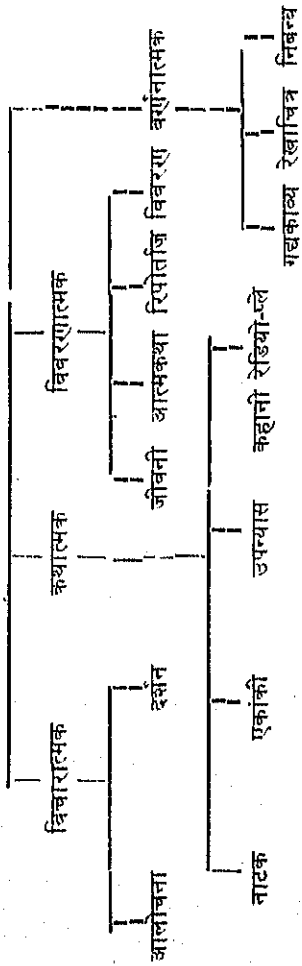 विचारात्मक कथात्मक विवरणात्मक वर्णनात्मक
आलोचना दर्शन जीवनी आत्मकथा रिपोर्ताज विवरण
नाटक एकांकी उपन्यास कहानी रेडियो-प्ले गद्यकाव्य रेखाचित्र निबन्ध